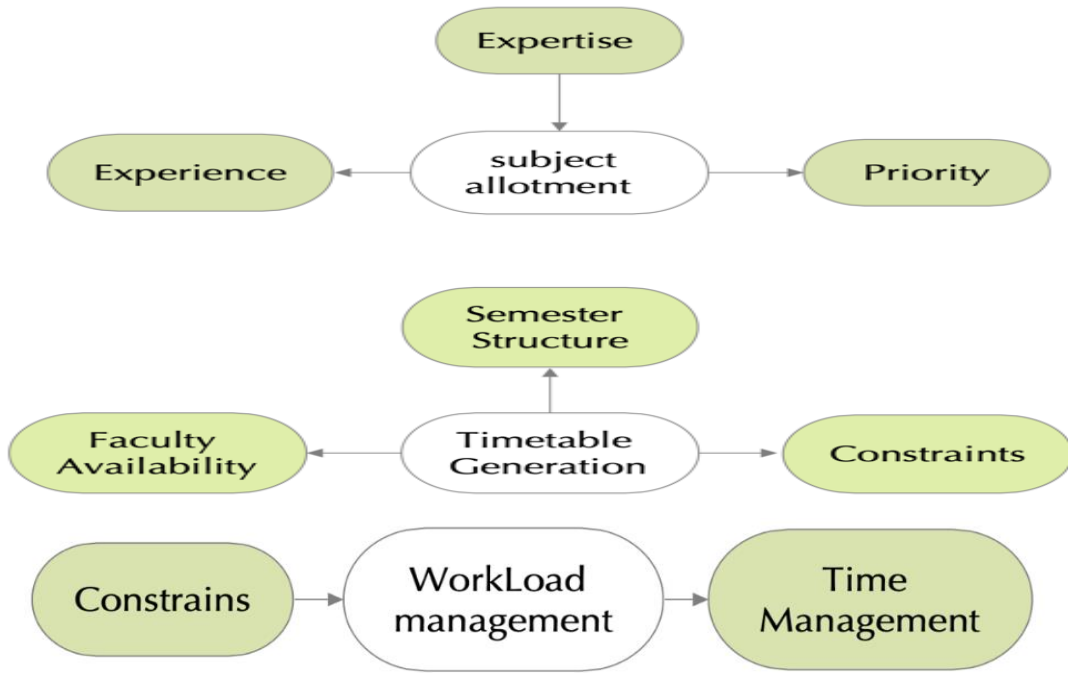 Expertise
Experience
subject
allotment
Priority
Semester
Structure
Faculty
Availability
Timetable
Generation
Constraints
Constrains
WorkLoad
management
Time
Management